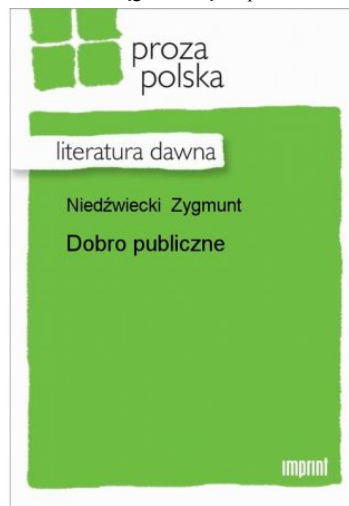 proza
polska
literatura dawna
Niedźwiecki Zygmunt
Dobro publiczne
imprint